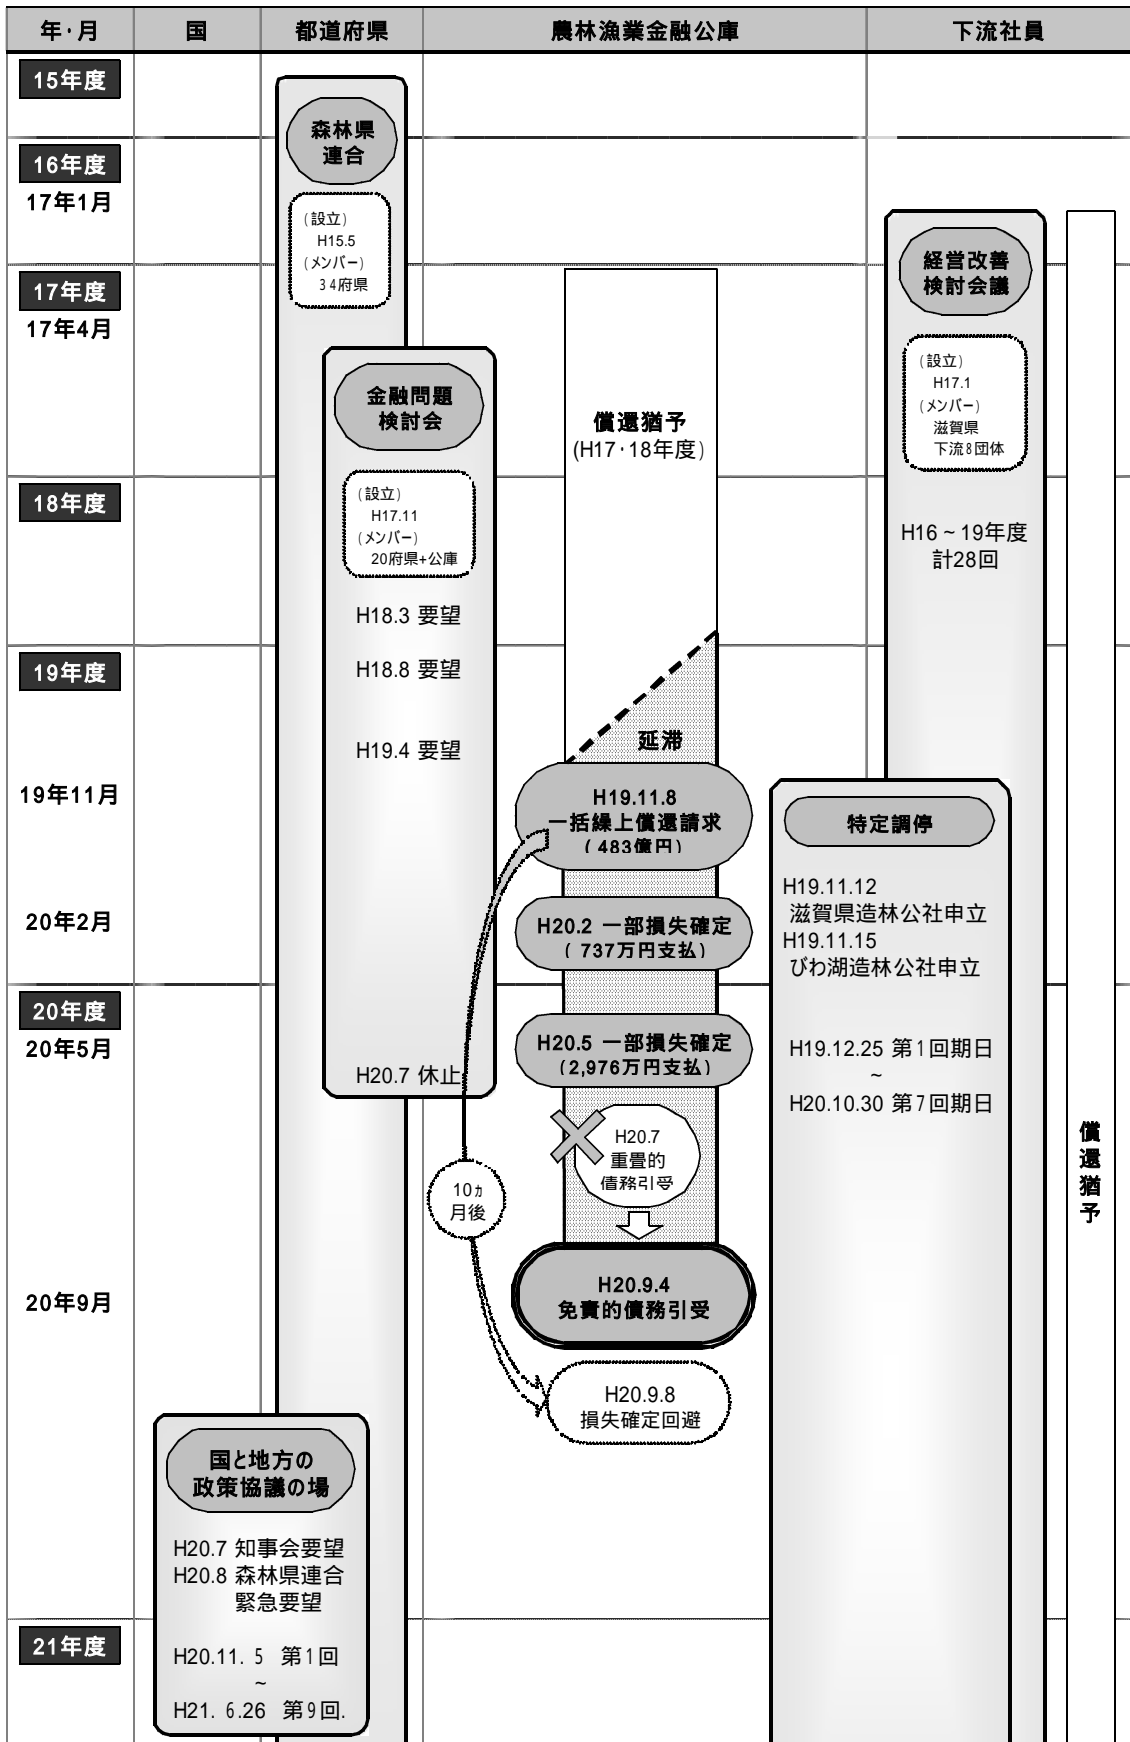 年・月
国
都道府県
農林漁業金融公庫
下流社員
15年度
16年度
17年1月
17年度
17年4月
18年度
19年度
19年11月
20年2月
20年度
20年5月
20年9月
21年度
国と地方の
政策協議の場
H20.7 知事会要望
H20.8 森林県連合
緊急要望
H20.11. 5 第1回
~
H21. 6.26 第9回.
森林県
連合
(設立)
H15.5
(メンバー)
34府県
金融問題
検討会
(設立)
H17.11
(メンバー)
20府県+公庫
H18.3 要望
H18.8 要望
H19.4 要望
H20.7 休止
償還猶予
(H17・18年度)
延滞
H19.11.8
一括繰上償還請求
(483億円)
H20.2 一部損失確定
(737万円支払)
H20.5 一部損失確定
(2,976万円支払)
H20.7
重畳的
債務引受
10ヵ
月後
H20.9.4
免責的債務引受
H20.9.8
損失確定回避
経営改善
検討会議
(設立)
H17.1
(メンバー)
滋賀県
下流8団体
H16~19年度
計28回
特定調停
H19.11.12
滋賀県造林公社申立
H19.11.15
びわ湖造林公社申立
H19.12.25 第1回期日
~
H20.10.30 第7回期日
償還猶予